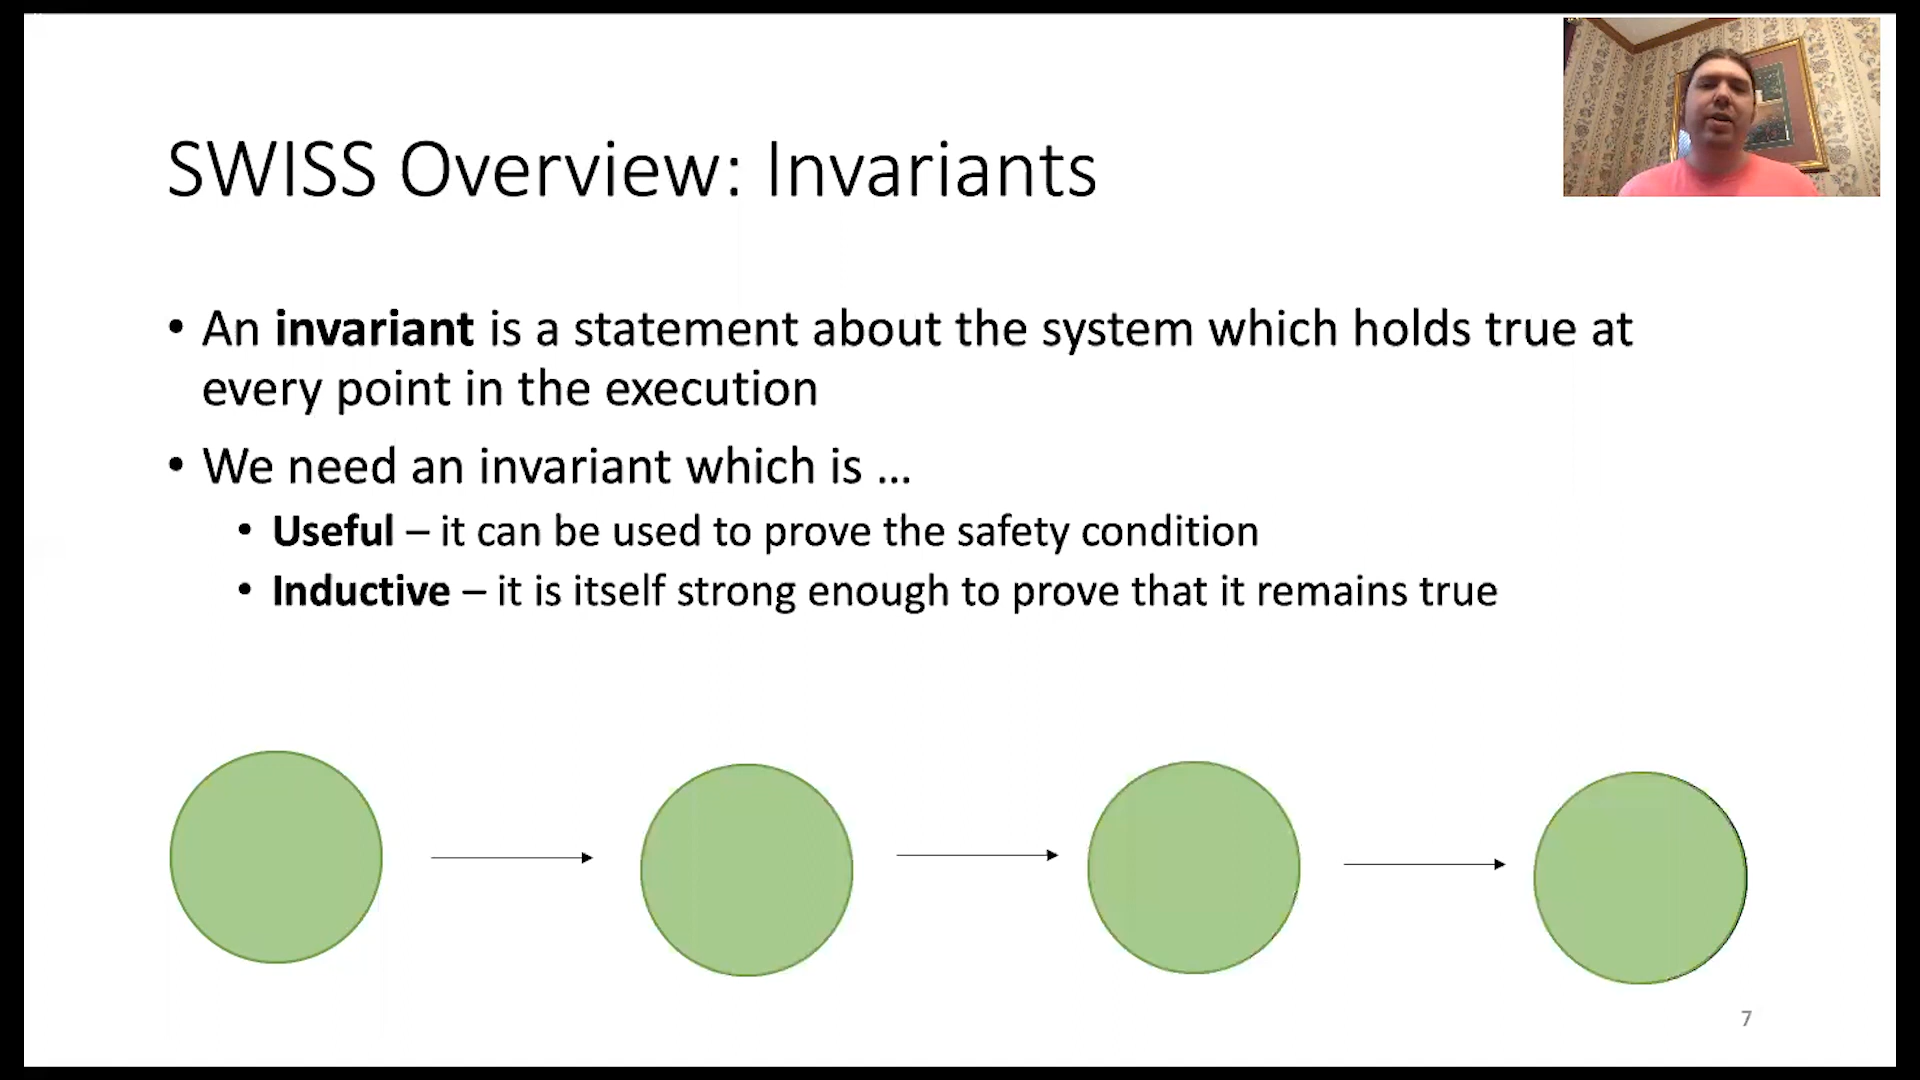 SWISS Overview: Invariants
• An invariant is a statement about the system which holds true at
every point in the execution
• We need an invariant which is ...
• Useful – it can be used to prove the safety condition
• Inductive – it is itself strong enough to prove that it remains true
7